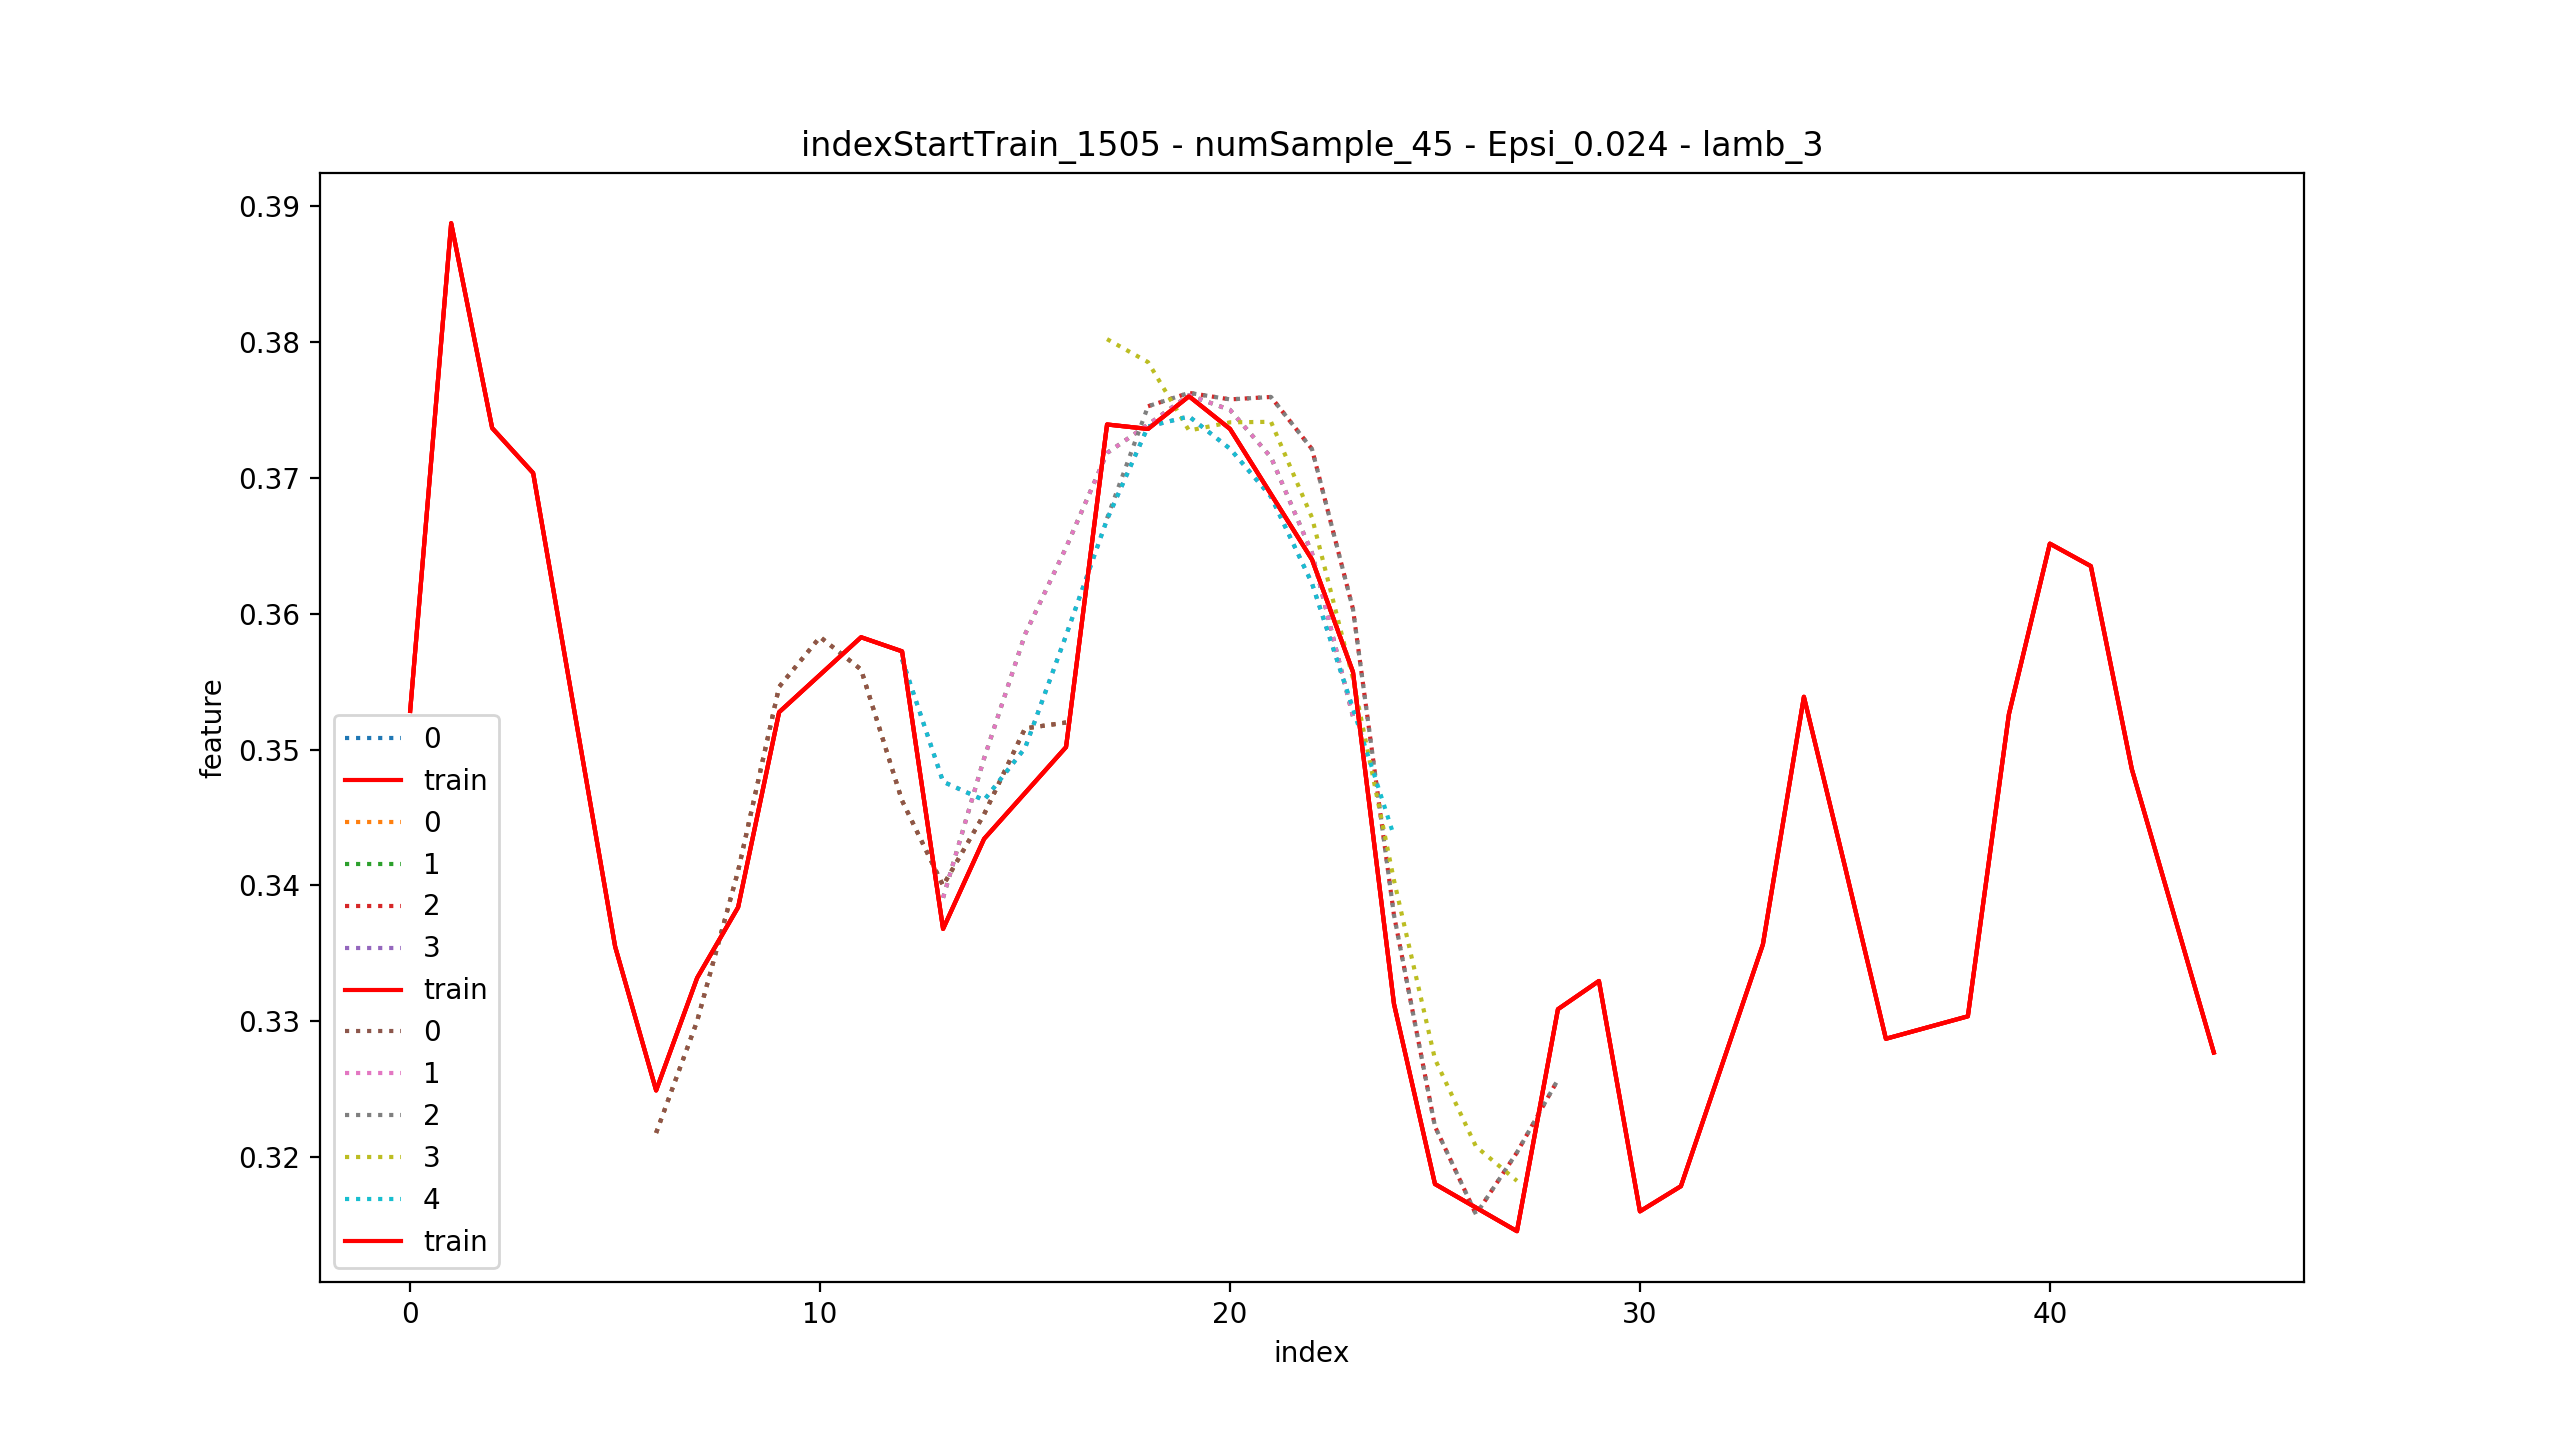 indexStartTrain_1505 - numSample_45 - Epsi_0.024 - lamb_3
0.39
0.38
0.37
0.36
0.35
0.34
0.33
0.32
feature
0
train
0
1
2
3
train
0
1
2
3
4
train
0 10 20 30 40
index